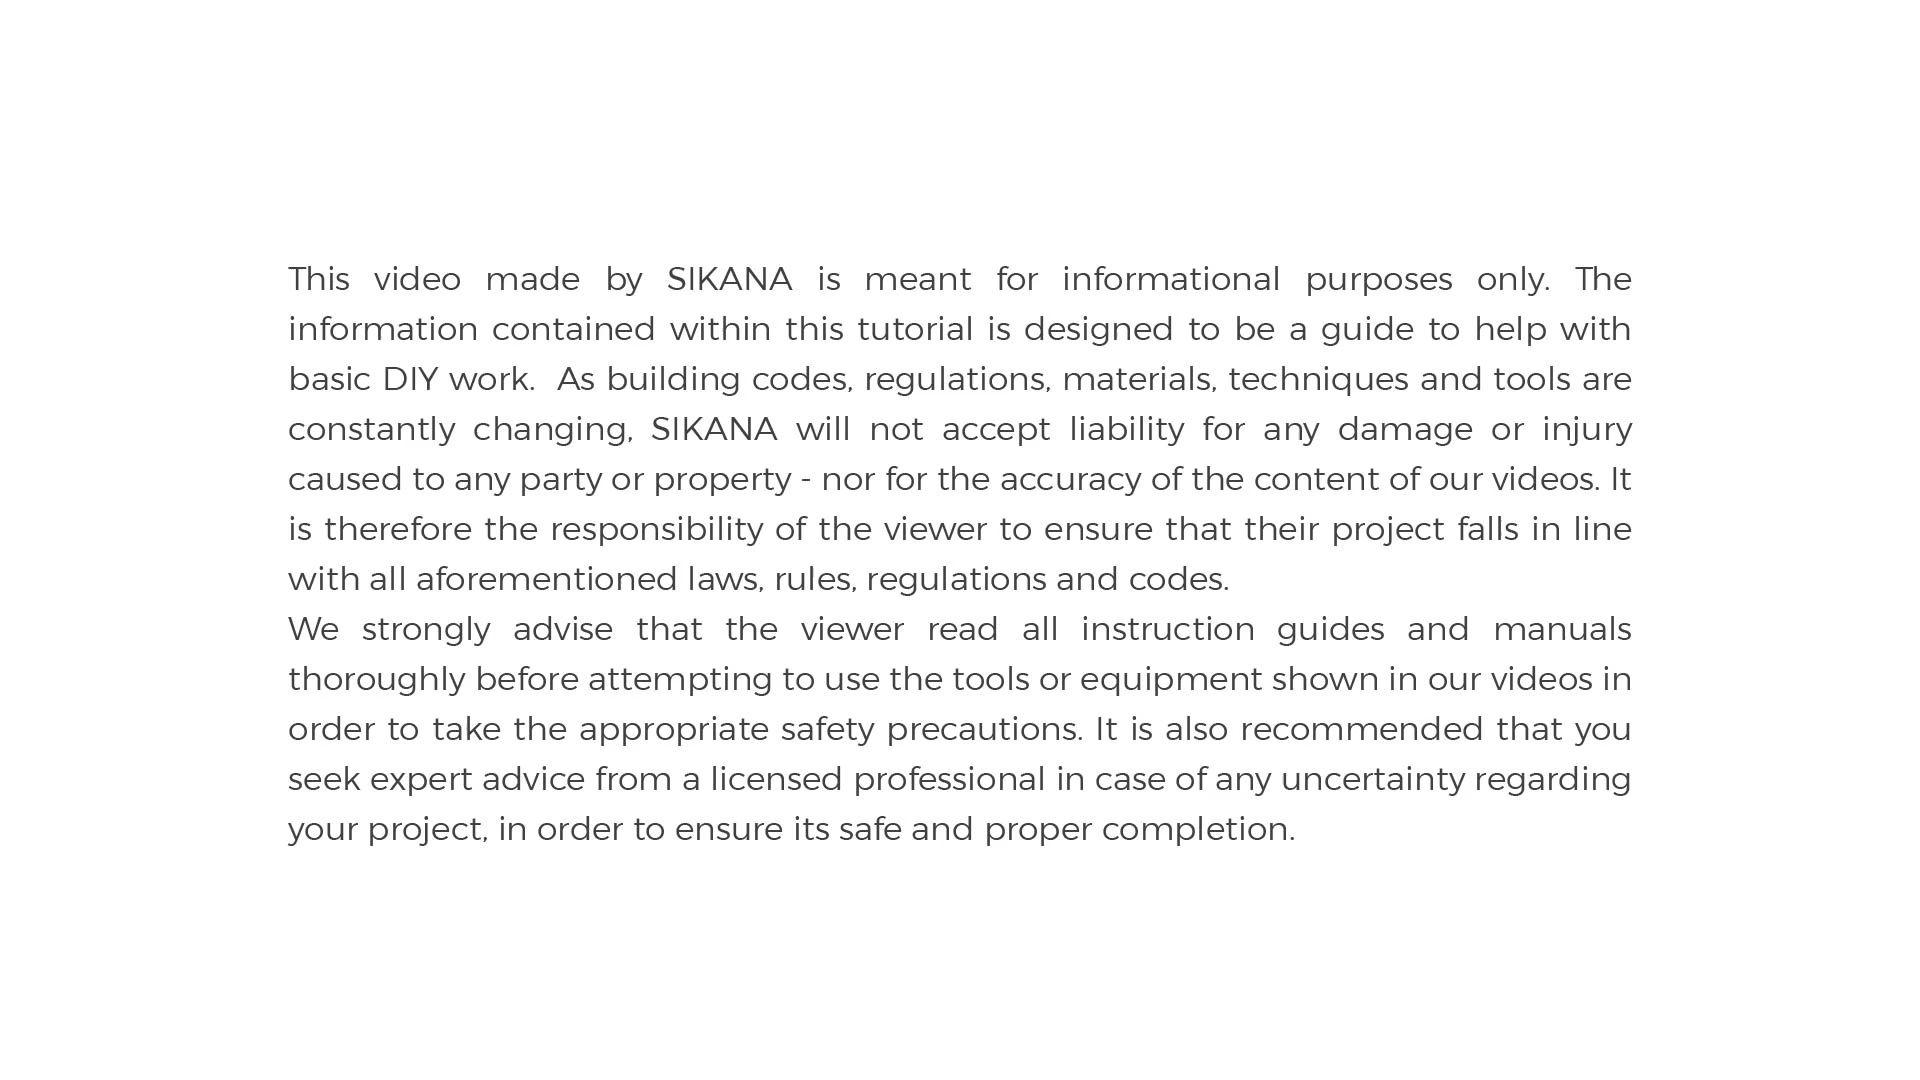 This video made by SIKANA is meant for informational purposes only. The
information contained within this tutorial is designed to be a guide to help with
basic DIY work.  As building codes, regulations, materials, techniques and tools are
constantly changing, SIKANA will not accept liability for any damage or injury
caused to any party or property - nor for the accuracy of the content of our videos. It
is therefore the responsibility of the viewer to ensure that their project falls in line
with all aforementioned laws, rules, regulations and codes.
We strongly advise that the viewer read all instruction guides and manuals
thoroughly before attempting to use the tools or equipment shown in our videos in
order to take the appropriate safety precautions. It is also recommended that you
seek expert advice from a licensed professional in case of any uncertainty regarding
your project, in order to ensure its safe and proper completion.